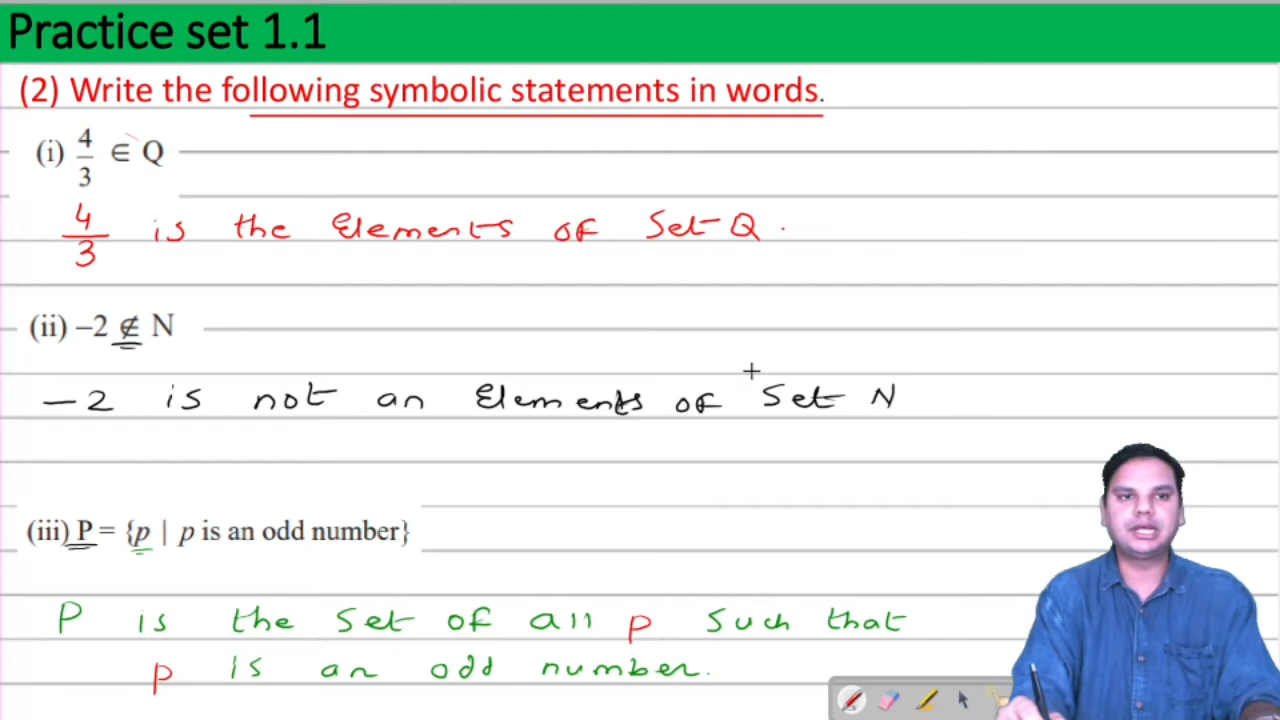 Practice set 1.1
(2) Write the following symbolic statements in words.
(i) 4/3 ∈ Q
4/3 is the Elements of Set Q.
(ii) –2 ∉ N
-2 is not an Elements of Set N
(iii) P = {p | p is an odd number}
P is the set of all p such that
p is an odd number.